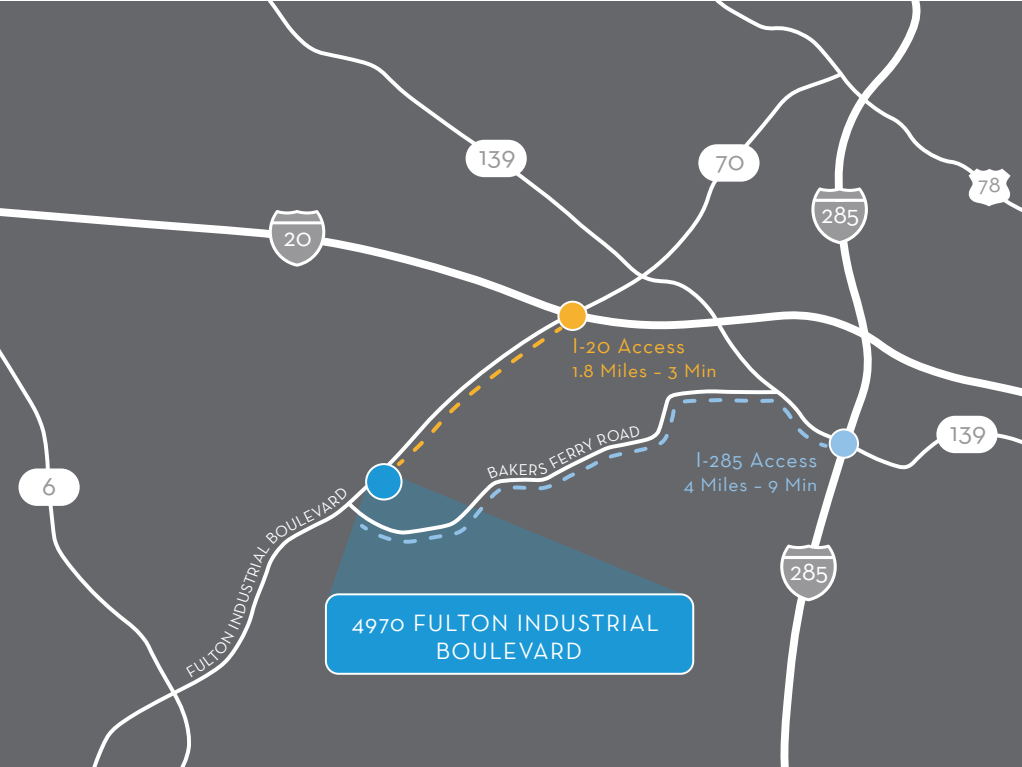 139
70
78
285
20
I-20 Access
1.8 Miles – 3 Min
BAKERS FERRY ROAD
139
I-285 Access
4 Miles – 9 Min
6
FULTON INDUSTRIAL BOULEVARD
285
4970 FULTON INDUSTRIAL
BOULEVARD